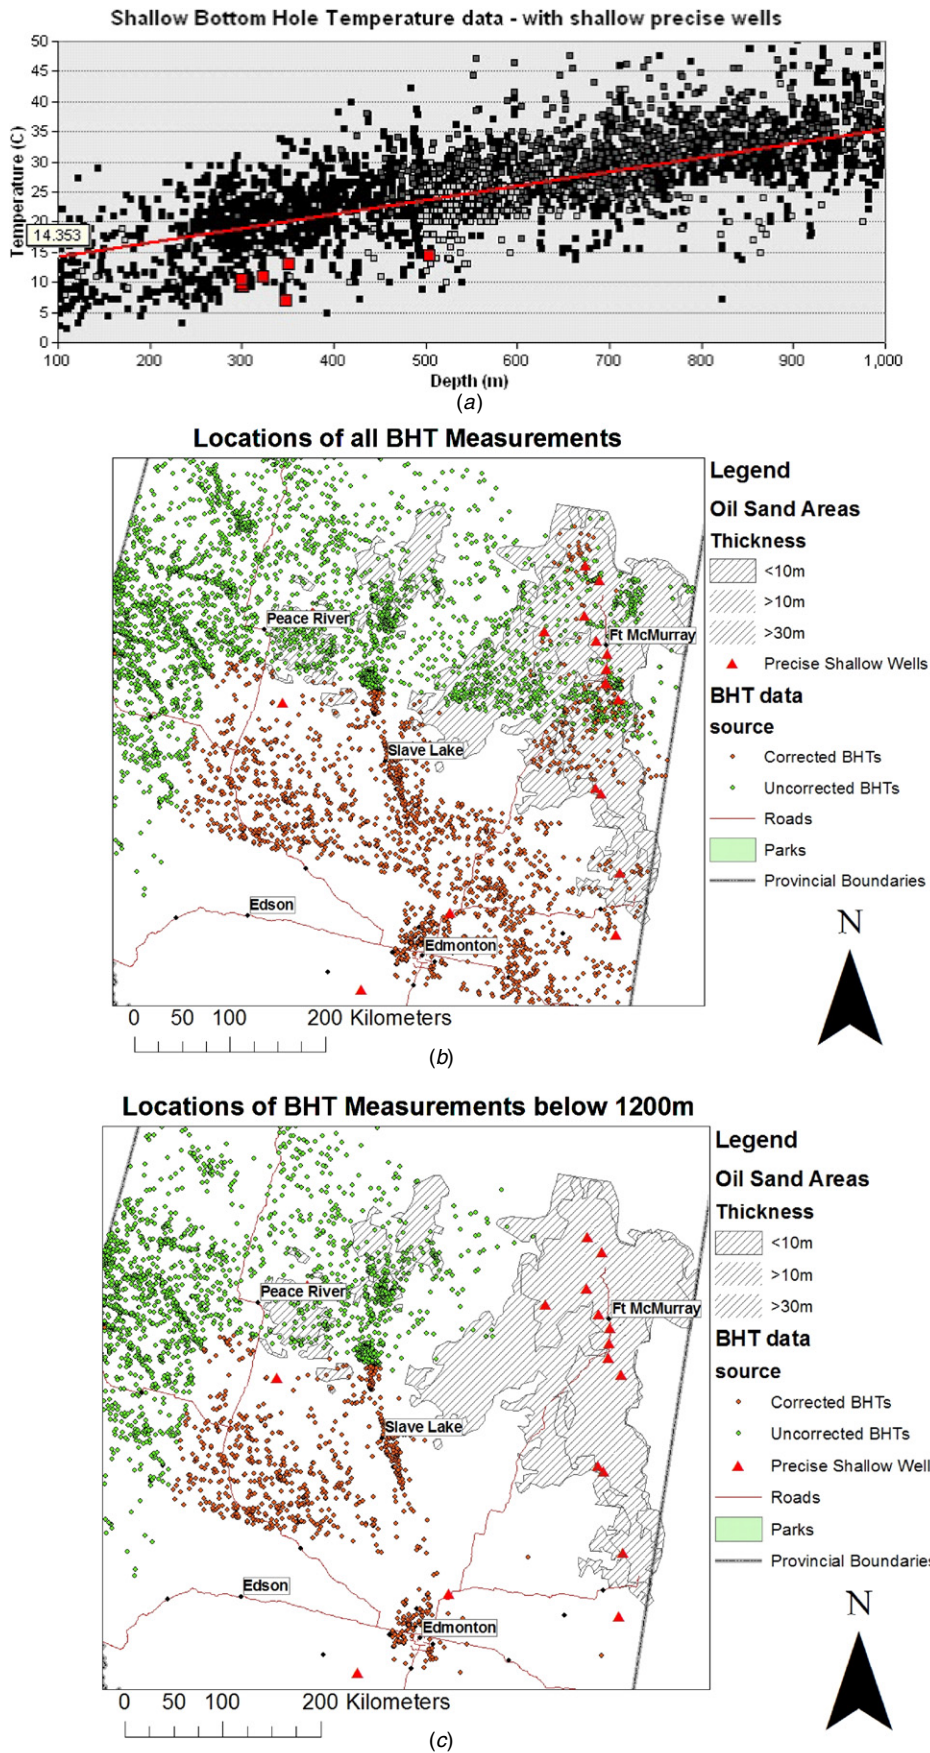 Shallow Bottom Hole Temperature data - with shallow precise wells
Temperature (C)
50
45
40
35
30
25
20
14.353
15
10
5
0
100 200 300 400 500 600 700 800 900 1,000
Depth (m)
(a)
Locations of all BHT Measurements
Legend
Oil Sand Areas
Thickness
<10m
>10m
>30m
Precise Shallow Wells
BHT data
source
Corrected BHTs
Uncorrected BHTs
Roads
Parks
Provincial Boundaries
Peace River
Ft McMurray
Slave Lake
Edson
Edmonton
N
0 50 100 200 Kilometers
(b)
Locations of BHT Measurements below 1200m
Legend
Oil Sand Areas
Thickness
<10m
>10m
>30m
BHT data
source
Corrected BHTs
Uncorrected BHTs
Precise Shallow Well
Roads
Parks
Provincial Boundaries
Peace River
Ft McMurray
Slave Lake
Edson
Edmonton
N
0 50 100 200 Kilometers
(c)